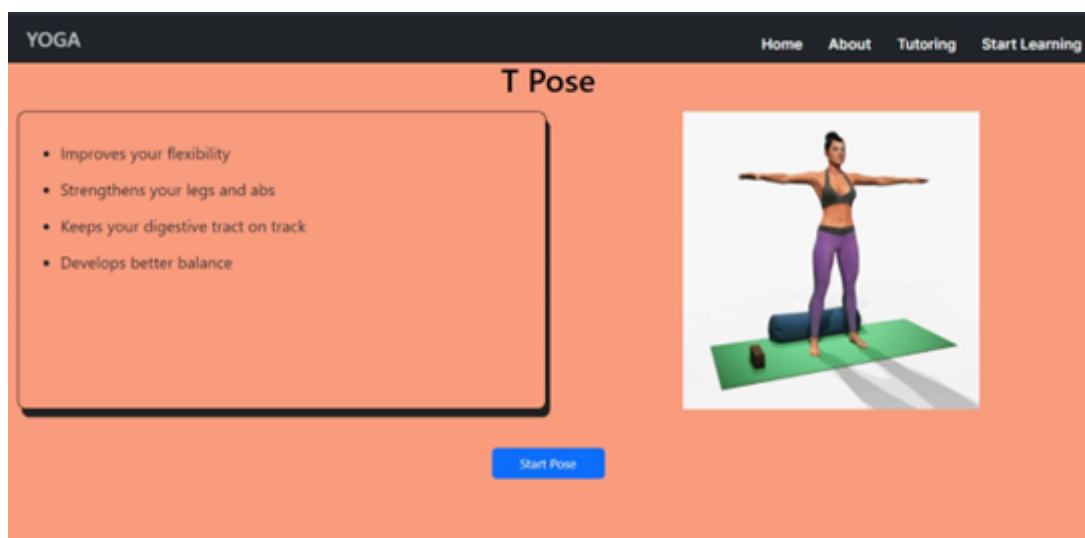 YOGA
Home About Tutoring Start Learning
T Pose
• Improves your flexibility
• Strengthens your legs and abs
• Keeps your digestive tract on track
• Develops better balance
Start Pose